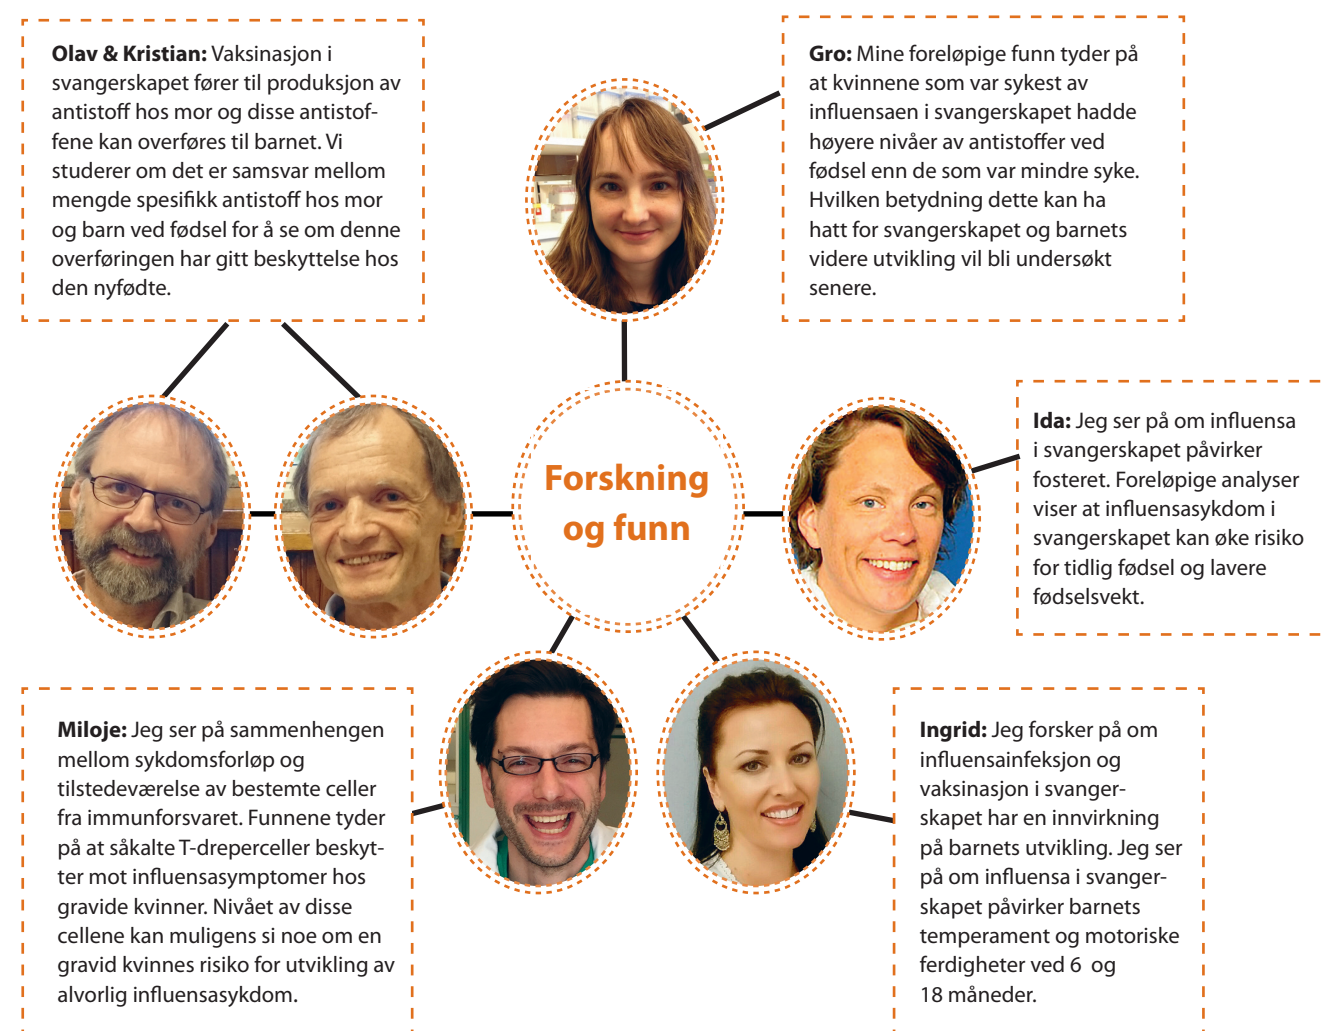 Olav & Kristian: Vaksinasjon i
svangerskapet fører til produksjon av
antistoff hos mor og disse antistof-
fene kan overføres til barnet. Vi
studerer om det er samsvar mellom
mengde spesifikk antistoff hos mor
og barn ved fødsel for å se om denne
overføringen har gitt beskyttelse hos
den nyfødte.
Gro: Mine foreløpige funn tyder på
at kvinnene som var sykest av
influensaen i svangerskapet hadde
høyere nivåer av antistoffer ved
fødsel enn de som var mindre syke.
Hvilken betydning dette kan ha
hatt for svangerskapet og barnets
videre utvikling vil bli undersøkt
senere.
Forskning
og funn
Ida: Jeg ser på om influensa
i svangerskapet påvirker
fosteret. Foreløpige analyser
viser at influensasykdom i
svangerskapet kan øke risiko
for tidlig fødsel og lavere
fødselsvekt.
Miloje: Jeg ser på sammenhengen
mellom sykdomsforløp og
tilstedeværelse av bestemte celler
fra immunforsvaret. Funnene tyder
på at såkalte T-dreperceller beskyt-
ter mot influensasymptomer hos
gravide kvinner. Nivået av disse
cellene kan muligens si noe om en
gravid kvinnes risiko for utvikling av
alvorlig influensasykdom.
Ingrid: Jeg forsker på om
influensainfeksjon og
vaksinasjon i svanger-
skapet har en innvirkning
på barnets utvikling. Jeg ser
på om influensa i svanger-
skapet påvirker barnets
temperament og motoriske
ferdigheter ved 6 og
18 måneder.